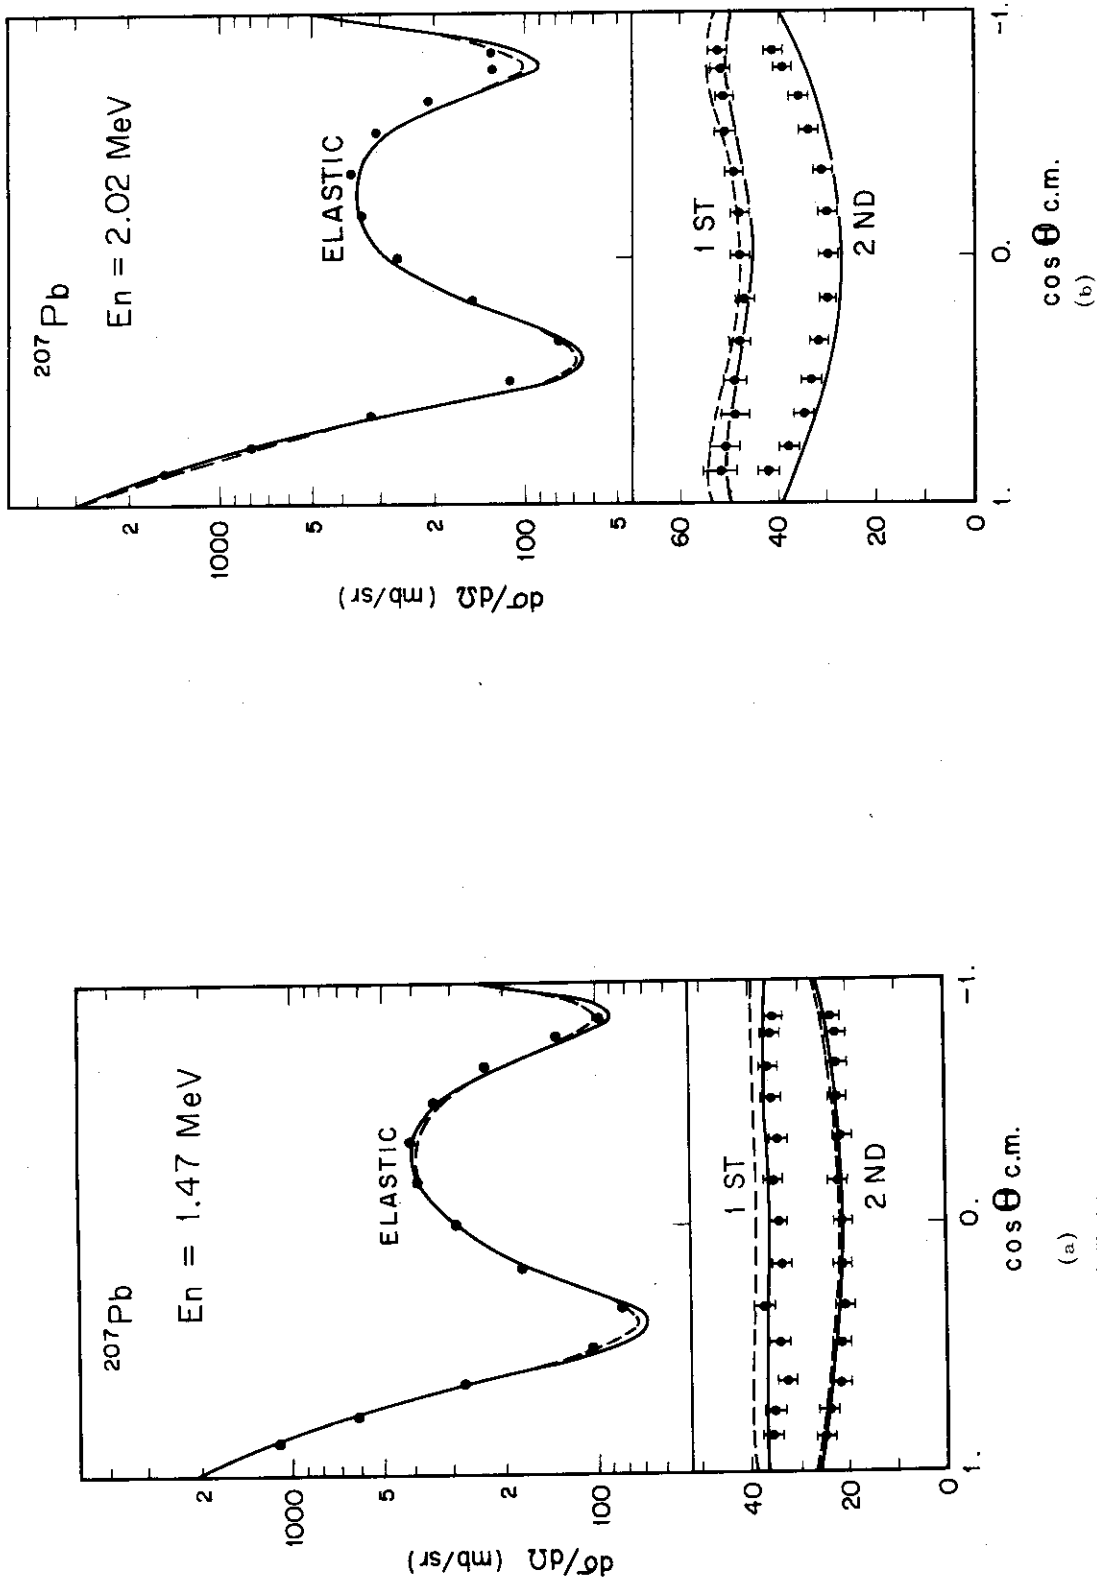 207Pb
En = 1.47 MeV
ELASTIC
1 ST
2 ND
dσ/dΩ (mb/sr)
2
1000
5
2
100
40
20
0
1.
0.
-1.
cos θ c.m.
(a)
207Pb
En = 2.02 MeV
ELASTIC
1 ST
2 ND
dσ/dΩ (mb/sr)
2
1000
5
2
100
5
60
40
20
0
1.
0.
-1.
cos θ c.m.
(b)